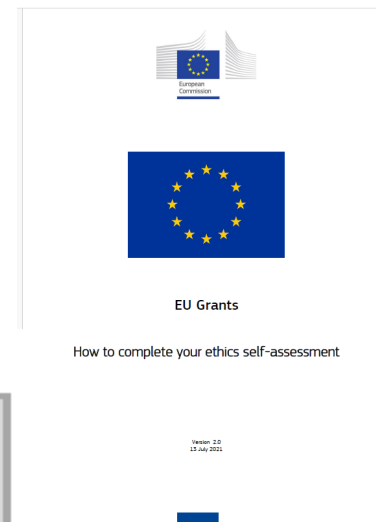 European
Commission
EU Grants
How to complete your ethics self-assessment
Version 2.0
13 July 2021